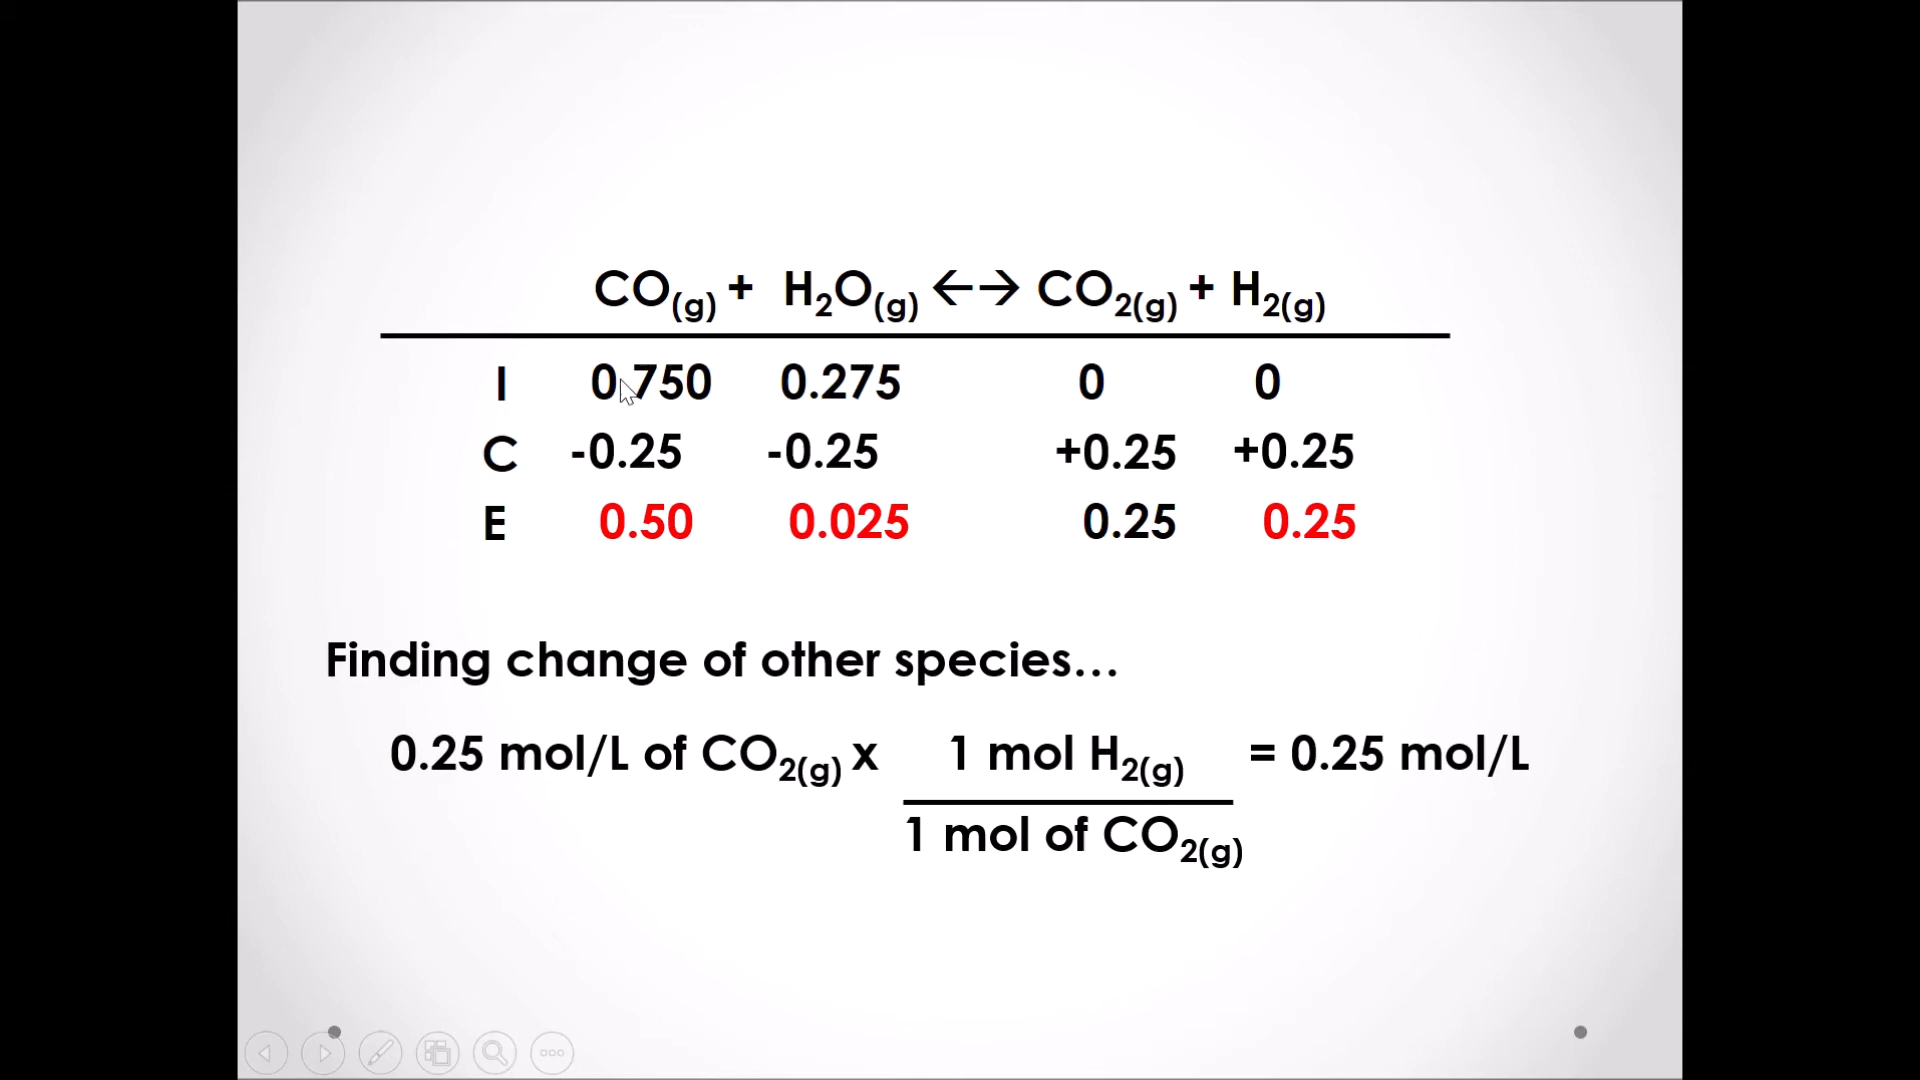 CO(g) + H2O(g) ←→ CO2(g) + H2(g)
I 0.750 0.275 0 0
C -0.25 -0.25 +0.25 +0.25
E 0.50 0.025 0.25 0.25
Finding change of other species…
0.25 mol/L of CO2(g) x 1 mol H2(g) = 0.25 mol/L
1 mol of CO2(g)